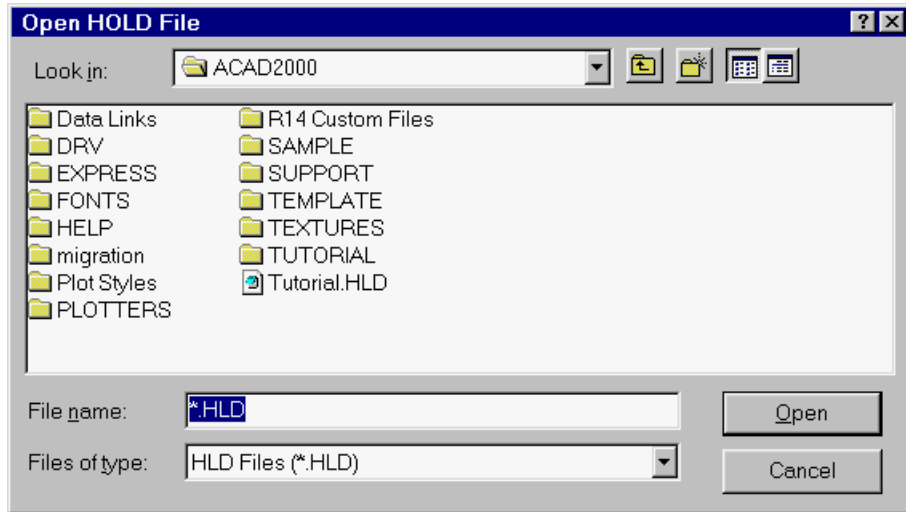 Open HOLD File
Look in: ACAD2000
Data Links R14 Custom Files
DRV SAMPLE
EXPRESS SUPPORT
FONTS TEMPLATE
HELP TEXTURES
migration TUTORIAL
Plot Styles Tutorial.HLD
PLOTTERS
File name: *.HLD Open
Files of type: HLD Files (*.HLD) Cancel